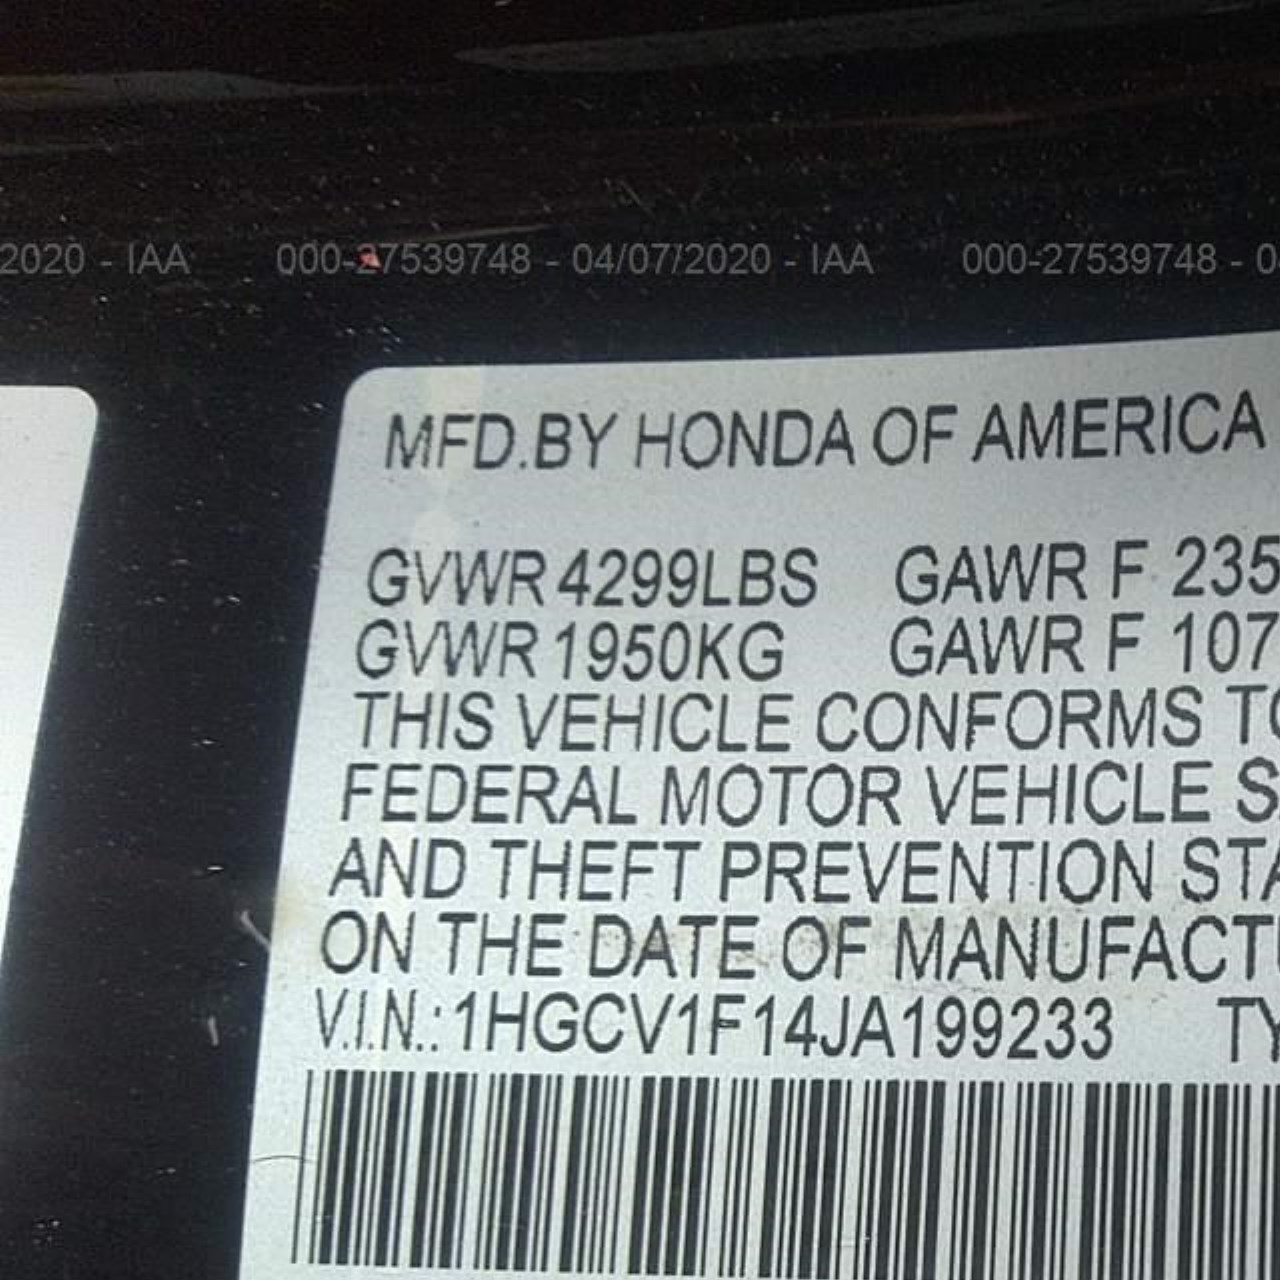 2020 - IAA 000-27539748 - 04/07/2020 - IAA 000-27539748 - 0
MFD.BY HONDA OF AMERICA
GVWR 4299LBS GAWR F 235
GVWR 1950KG GAWR F 107
THIS VEHICLE CONFORMS TO
FEDERAL MOTOR VEHICLE S
AND THEFT PREVENTION STA
ON THE DATE OF MANUFACTU
V.I.N.: 1HGCV1F14JA199233 TY